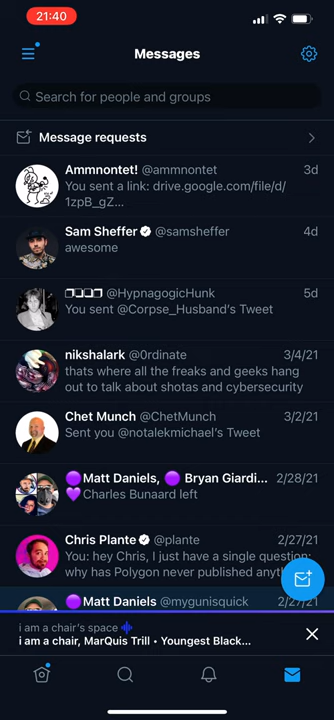 21:40
Messages
Search for people and groups
Message requests
Ammnontet! @ammnontet 3d
You sent a link: drive.google.com/file/d/
1zpB_gZ...
Sam Sheffer @samsheffer 4d
awesome
@HypnagogicHunk 5d
You sent @Corpse_Husband's Tweet
nikshalark @0rdinate 3/4/21
thats where all the freaks and geeks hang
out to talk about shotas and cybersecurity
Chet Munch @ChetMunch 3/2/21
Sent you @notalekmichael's Tweet
🟣Matt Daniels, 🟣 Bryan Giardi... 2/28/21
💜Charles Bunaard left
Chris Plante @plante 2/27/21
You: hey Chris, I just have a single question:
why has Polygon never published anyt
🟣Matt Daniels @mygunisquick 2/27/21
i am a chair's space
i am a chair, MarQuis Trill • Youngest Black...